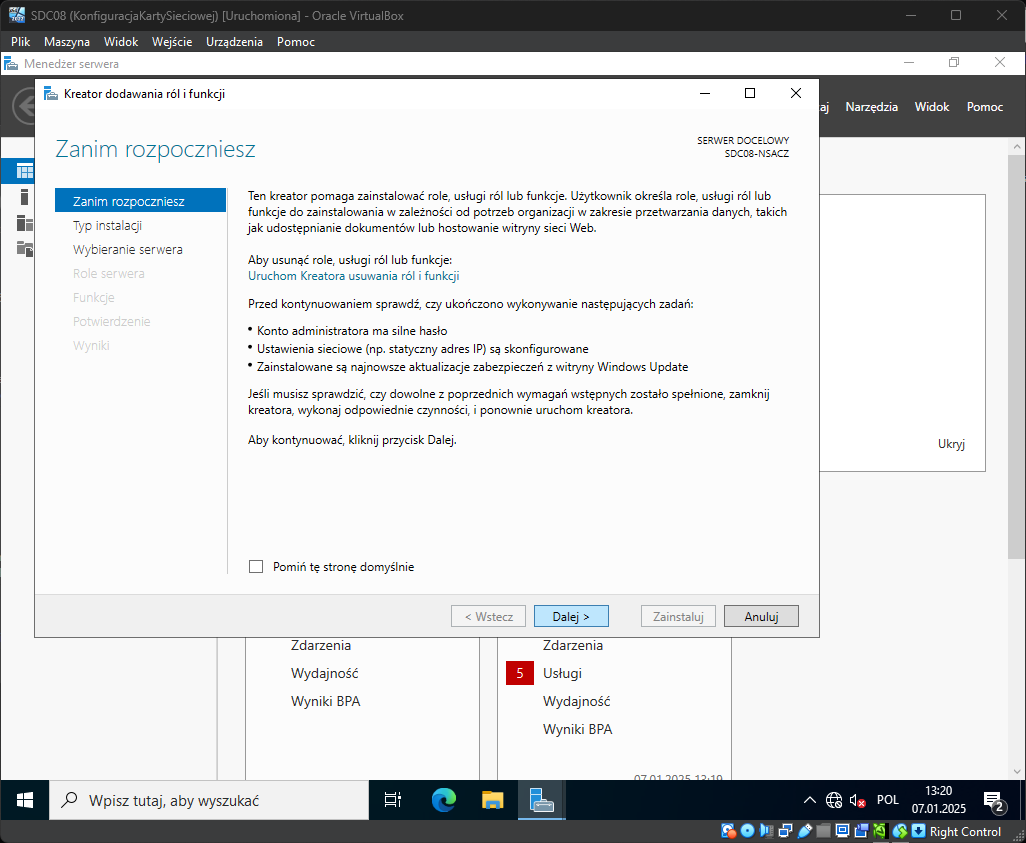 SDC08 (KonfiguracjaKartySieciowej) [Uruchomiona] - Oracle VirtualBox
Plik Maszyna Widok Wejście Urządzenia Pomoc
Menedżer serwera
Kreator dodawania ról i funkcji
aj Narzędzia Widok Pomoc
Zanim rozpoczniesz
SERWER DOCELOWY
SDC08-NSACZ
Zanim rozpoczniesz
Typ instalacji
Wybieranie serwera
Role serwera
Funkcje
Potwierdzenie
Wyniki
Ten kreator pomaga zainstalować role, usługi ról lub funkcje. Użytkownik określa role, usługi ról lub
funkcje do zainstalowania w zależności od potrzeb organizacji w zakresie przetwarzania danych, takich
jak udostępnianie dokumentów lub hostowanie witryny sieci Web.
Aby usunąć role, usługi ról lub funkcje:
Uruchom Kreatora usuwania ról i funkcji
Przed kontynuowaniem sprawdź, czy ukończono wykonywanie następujących zadań:
• Konto administratora ma silne hasło
• Ustawienia sieciowe (np. statyczny adres IP) są skonfigurowane
• Zainstalowane są najnowsze aktualizacje zabezpieczeń z witryny Windows Update
Jeśli musisz sprawdzić, czy dowolne z poprzednich wymagań wstępnych zostało spełnione, zamknij
kreatora, wykonaj odpowiednie czynności, i ponownie uruchom kreatora.
Aby kontynuować, kliknij przycisk Dalej.
Ukryj
Pomiń tę stronę domyślnie
< Wstecz Dalej > Zainstaluj Anuluj
Zdarzenia
Wydajność
Wyniki BPA
Zdarzenia
5 Usługi
Wydajność
Wyniki BPA
07.01.2025 13:19
Wpisz tutaj, aby wyszukać
POL
13:20
07.01.2025
2
Right Control